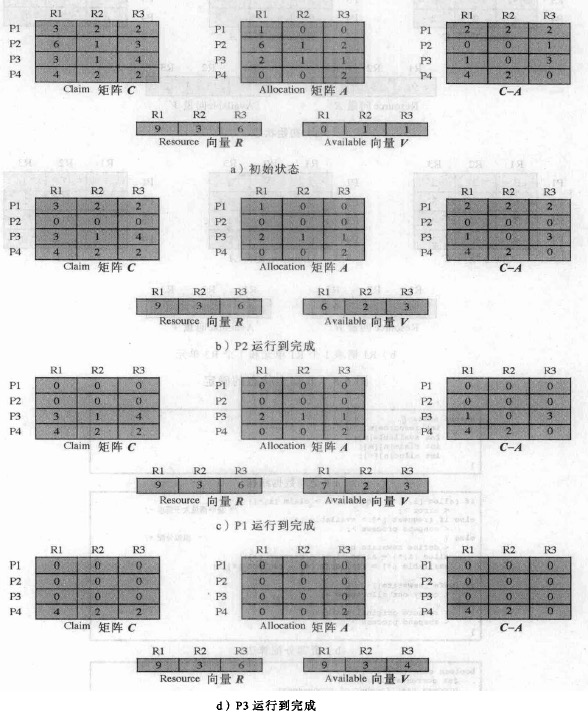 R1 R2 R3 R1 R2 R3 R1 R2 R3
P1 3 2 2 P1 1 0 0 P1 2 2 2
P2 6 1 3 P2 6 1 2 P2 0 0 1
P3 3 1 4 P3 2 1 1 P3 1 0 3
P4 4 2 2 P4 0 0 2 P4 4 2 0
Claim 矩阵 C Allocation 矩阵 A C-A
R1 R2 R3 R1 R2 R3
9 3 6 0 1 1
Resource 向量 R Available 向量 V
a）初始状态
R1 R2 R3 R1 R2 R3 R1 R2 R3
P1 3 2 2 P1 1 0 0 P1 2 2 2
P2 0 0 0 P2 0 0 0 P2 0 0 0
P3 3 1 4 P3 2 1 1 P3 1 0 3
P4 4 2 2 P4 0 0 2 P4 4 2 0
Claim 矩阵 C Allocation 矩阵 A C-A
R1 R2 R3 R1 R2 R3
9 3 6 6 2 3
Resource 向量 R Available 向量 V
b）P2 运行到完成
R1 R2 R3 R1 R2 R3 R1 R2 R3
P1 0 0 0 P1 0 0 0 P1 0 0 0
P2 0 0 0 P2 0 0 0 P2 0 0 0
P3 3 1 4 P3 2 1 1 P3 1 0 3
P4 4 2 2 P4 0 0 2 P4 4 2 0
Claim 矩阵 C Allocation 矩阵 A C-A
R1 R2 R3 R1 R2 R3
9 3 6 7 2 3
Resource 向量 R Available 向量 V
c）P1 运行到完成
R1 R2 R3 R1 R2 R3 R1 R2 R3
P1 0 0 0 P1 0 0 0 P1 0 0 0
P2 0 0 0 P2 0 0 0 P2 0 0 0
P3 0 0 0 P3 0 0 0 P3 0 0 0
P4 4 2 2 P4 0 0 2 P4 4 2 0
Claim 矩阵 C Allocation 矩阵 A C-A
R1 R2 R3 R1 R2 R3
9 3 6 9 3 4
Resource 向量 R Available 向量 V
d）P3 运行到完成